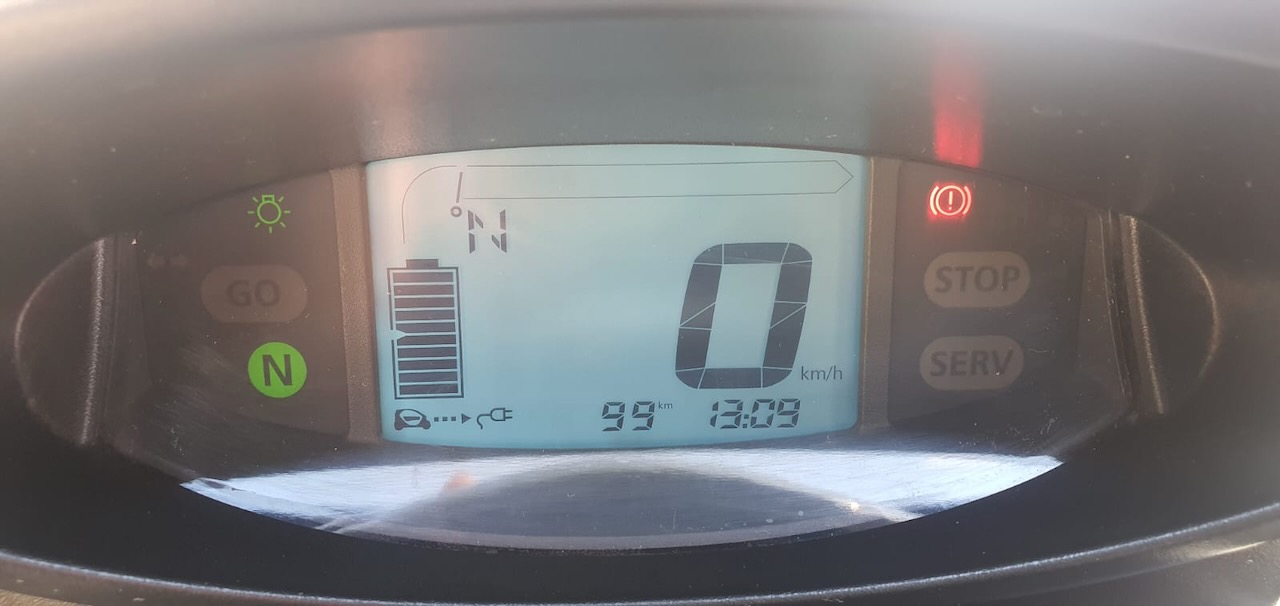 N
GO
STOP
N
0 km/h
SERV
99 km 13:09